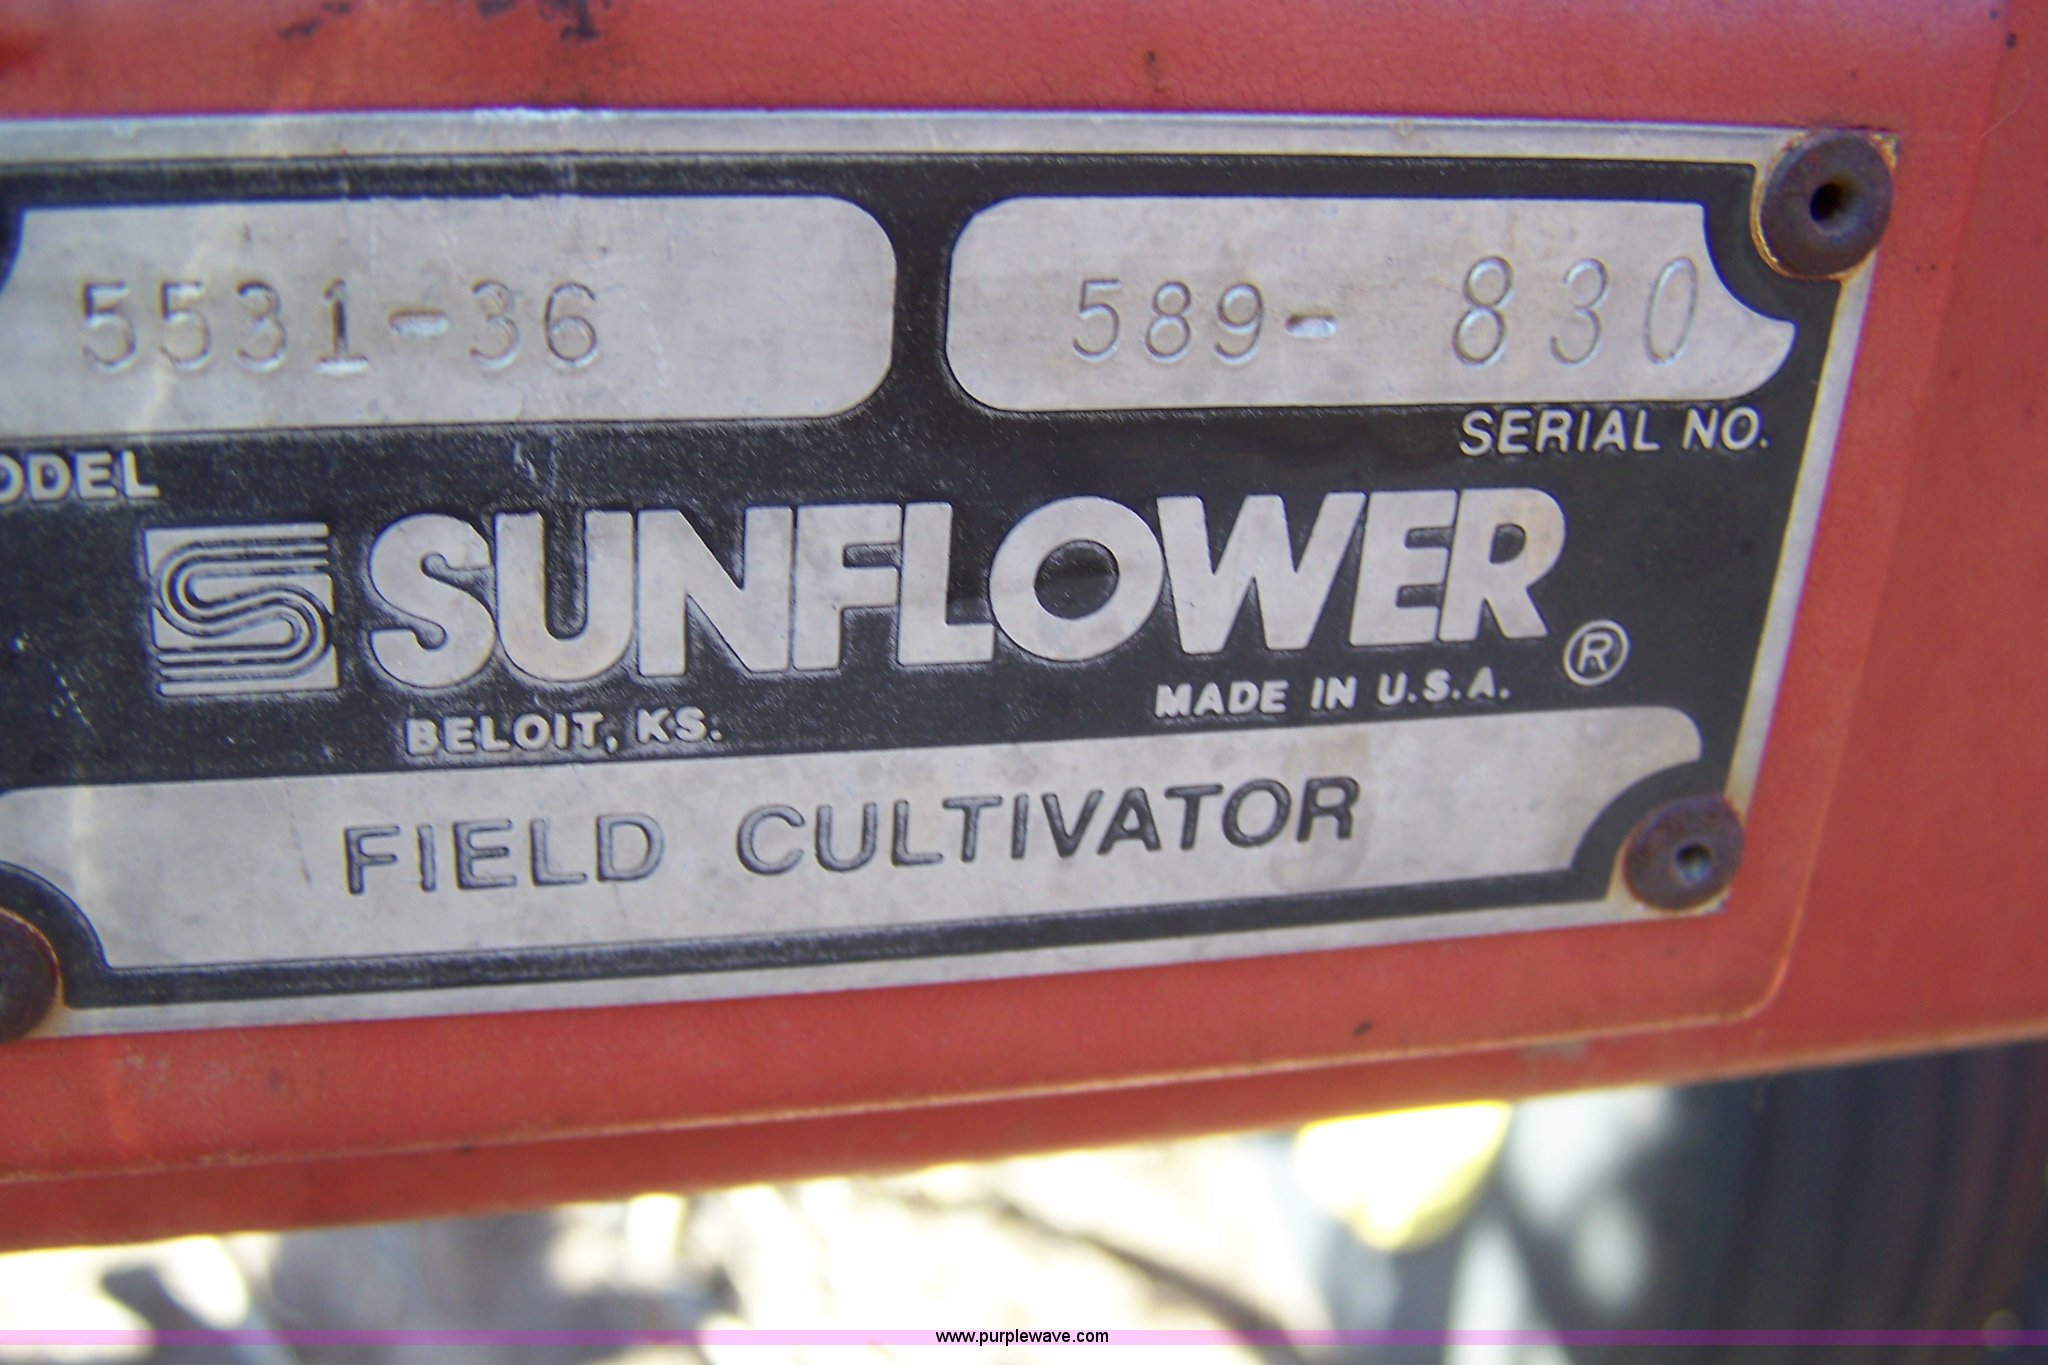 5531-36
589- 830
ODEL
SERIAL NO.
SUNFLOWER ®
BELOIT, KS.
MADE IN U.S.A.
FIELD CULTIVATOR
www.purplewave.com